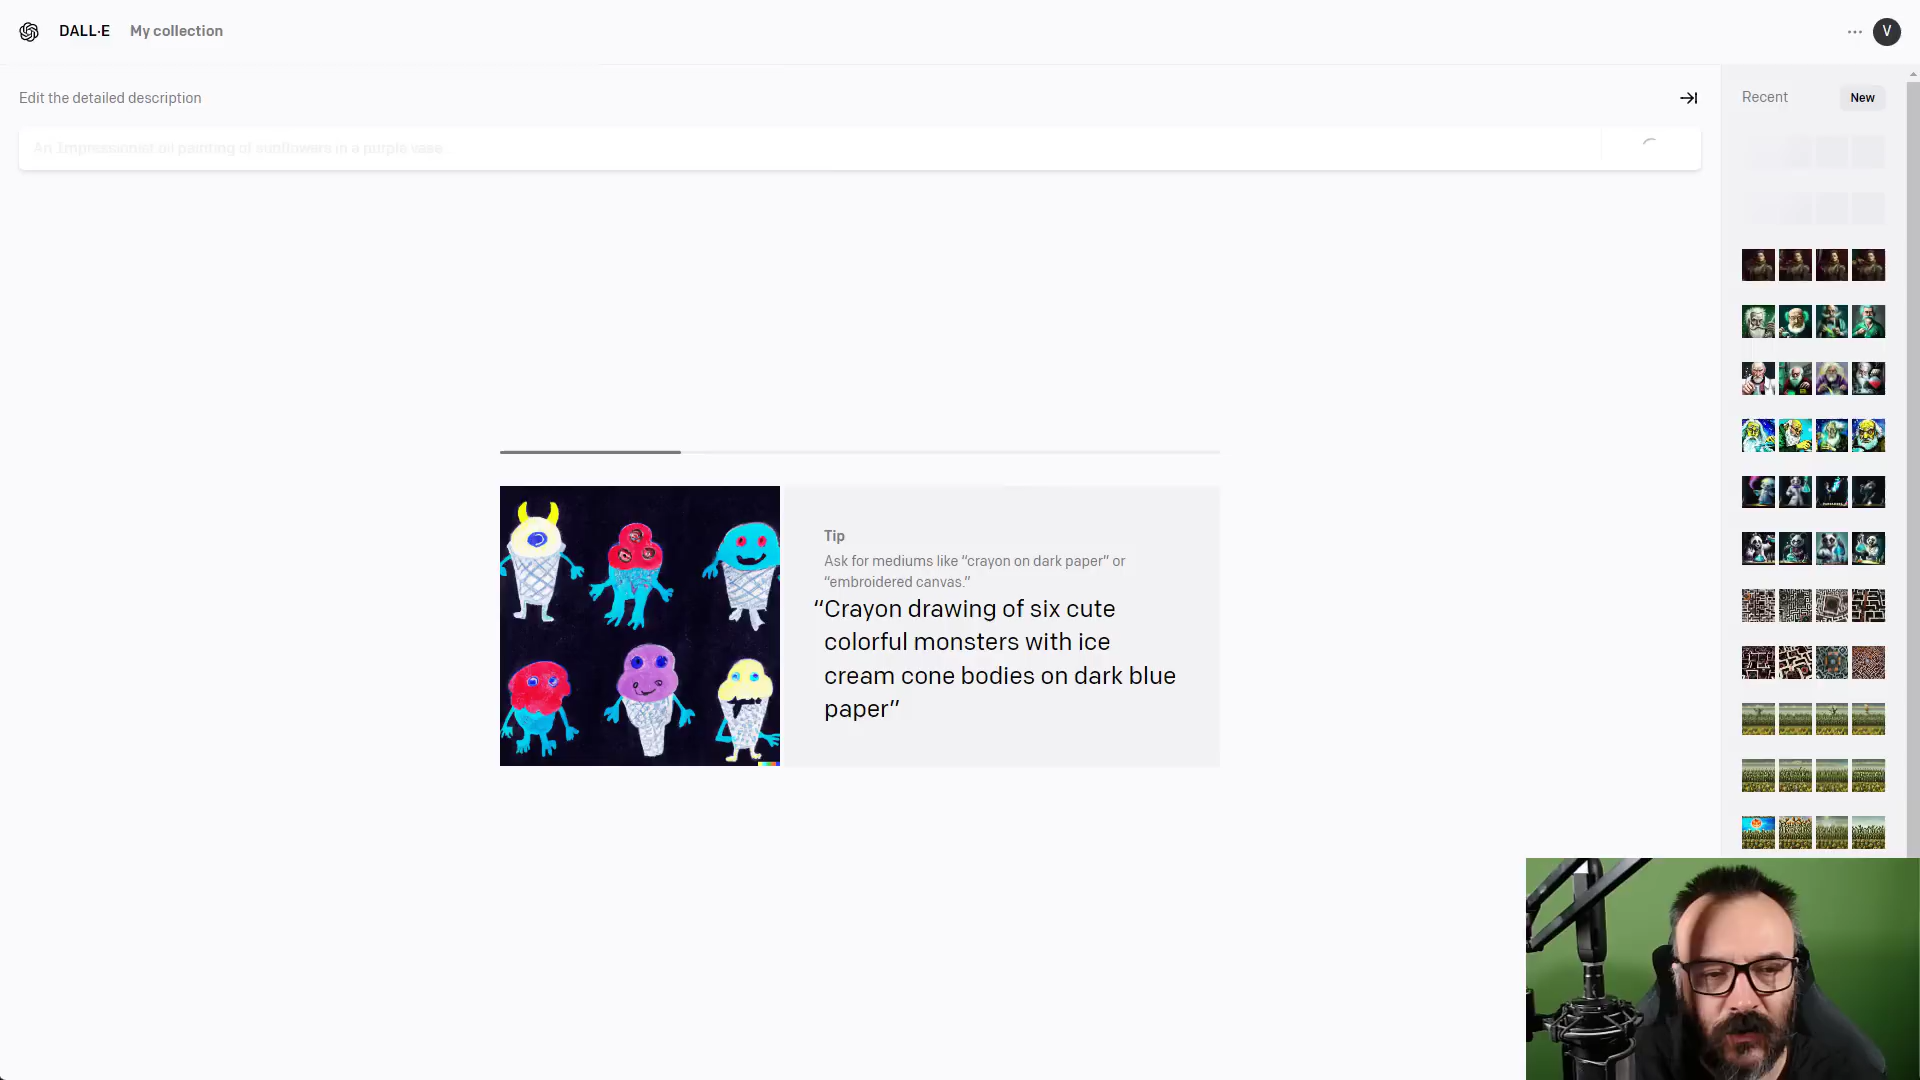 DALL·E My collection
V
Edit the detailed description
Recent New
An Impressionist oil painting of sunflowers in a purple vase
Tip
Ask for mediums like “crayon on dark paper” or
“embroidered canvas.”
“Crayon drawing of six cute
colorful monsters with ice
cream cone bodies on dark blue
paper”